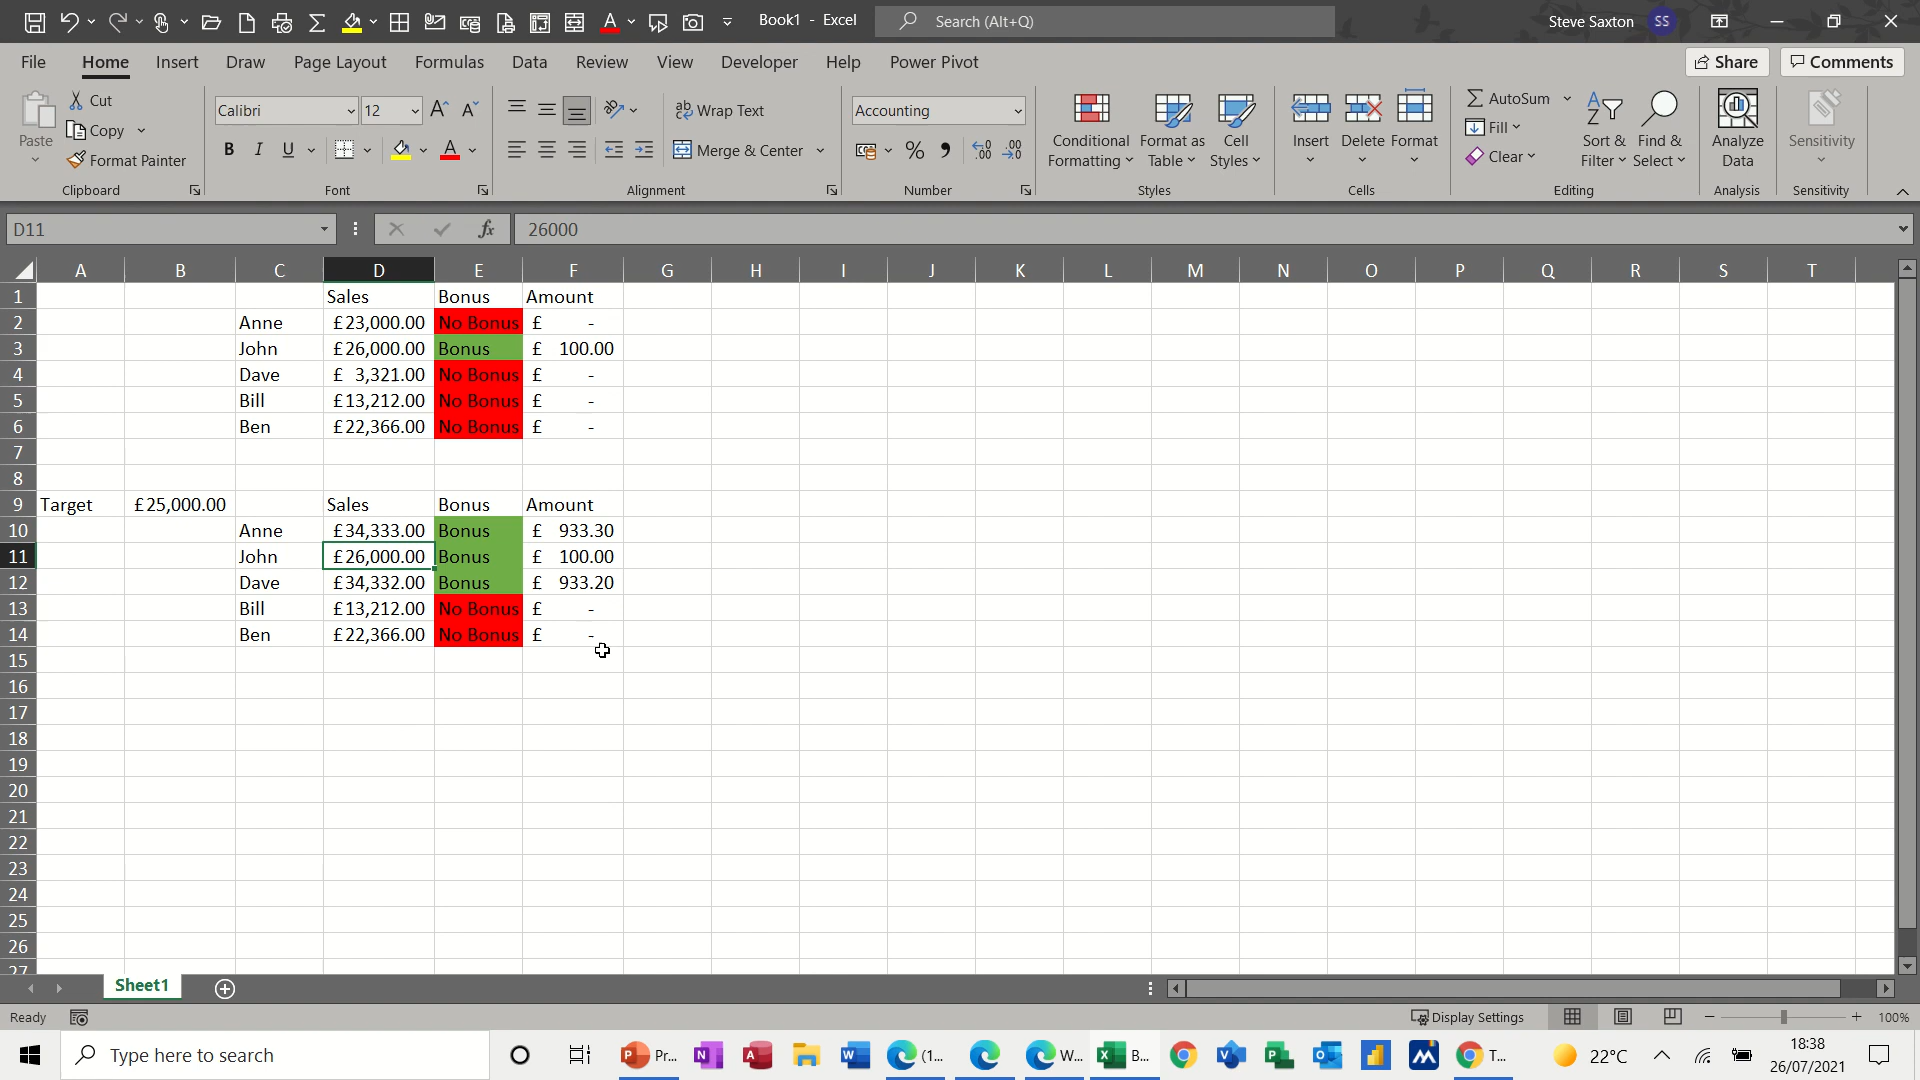 Book1 - Excel
Search (Alt+Q)
Steve Saxton SS
File Home Insert Draw Page Layout Formulas Data Review View Developer Help Power Pivot
Share Comments
Paste
Cut
Copy
Format Painter
Clipboard
Calibri 12
B I U
Font
Wrap Text
Merge & Center
Alignment
Accounting
Number
Conditional Formatting
Format as Table
Cell Styles
Styles
Insert
Delete
Format
Cells
AutoSum
Fill
Clear
Sort & Filter
Find & Select
Editing
Analyze Data
Analysis
Sensitivity
Sensitivity
D11 fx 26000
A B C D E F G H I J K L M N O P Q R S T
1 Sales Bonus Amount
2 Anne £23,000.00 No Bonus £ -
3 John £26,000.00 Bonus £ 100.00
4 Dave £ 3,321.00 No Bonus £ -
5 Bill £13,212.00 No Bonus £ -
6 Ben £22,366.00 No Bonus £ -
7
8
9 Target £25,000.00 Sales Bonus Amount
10 Anne £34,333.00 Bonus £ 933.30
11 John £26,000.00 Bonus £ 100.00
12 Dave £34,332.00 Bonus £ 933.20
13 Bill £13,212.00 No Bonus £ -
14 Ben £22,366.00 No Bonus £ -
15
16
17
18
19
20
21
22
23
24
25
26
27
Sheet1
Ready
Display Settings
100%
Type here to search
Pr...
(1...
W...
B...
T...
22°C
18:38
26/07/2021